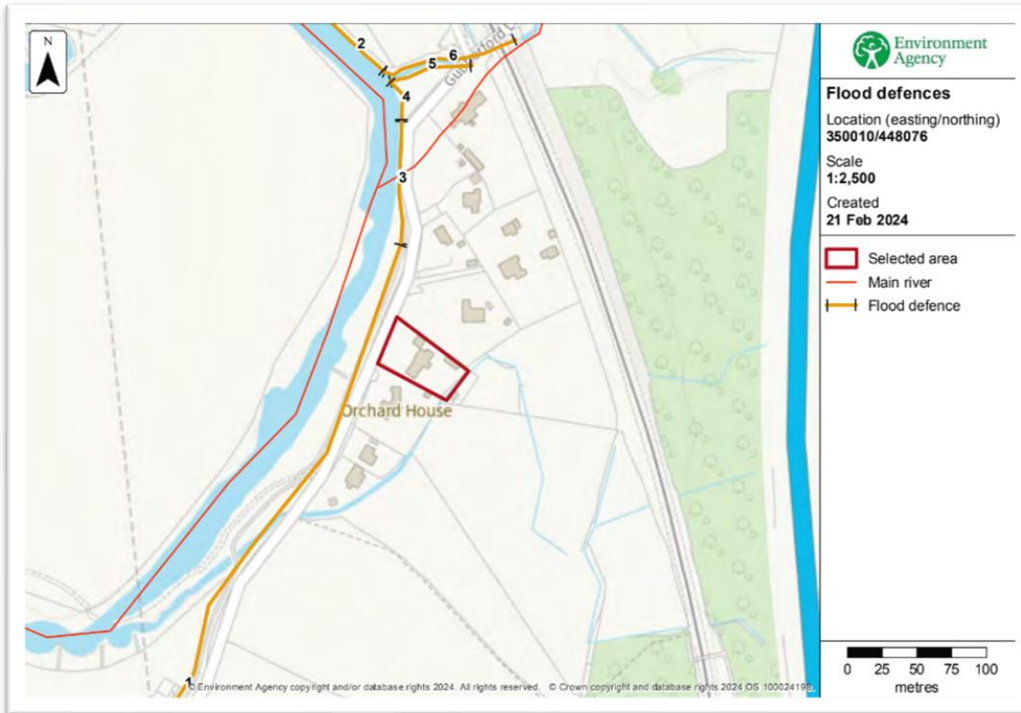 N
2
6
5
4
3
Orchard House
1
© Environment Agency copyright and/or database rights 2024. All rights reserved. © Crown copyright and database rights 2024 OS
Environment
Agency
Flood defences
Location (easting/northing)
350010/448076
Scale
1:2,500
Created
21 Feb 2024
Selected area
Main river
Flood defence
0 25 50 75 100
metres